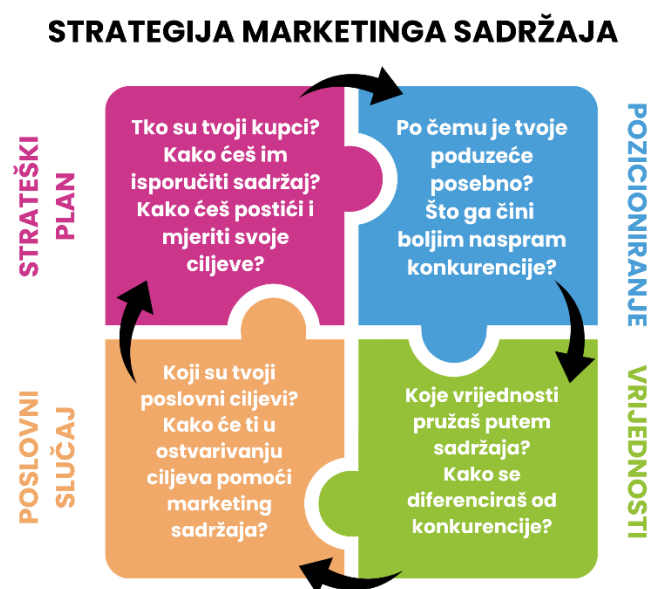 STRATEGIJA MARKETINGA SADRŽAJA
STRATEŠKI
PLAN
Tko su tvoji kupci?
Kako ćeš im
isporučiti sadržaj?
Kako ćeš postići i
mjeriti svoje
ciljeve?
Po čemu je tvoje
poduzeće
posebno?
Što ga čini
boljim naspram
konkurencije?
POZICIONIRANJE
POSLOVNI
SLUČAJ
Koji su tvoji
poslovni ciljevi?
Kako će ti u
ostvarivanju
ciljeva pomoći
marketing
sadržaja?
Koje vrijednosti
pružaš putem
sadržaja?
Kako se
diferenciraš od
konkurencije?
VRIJEDNOSTI